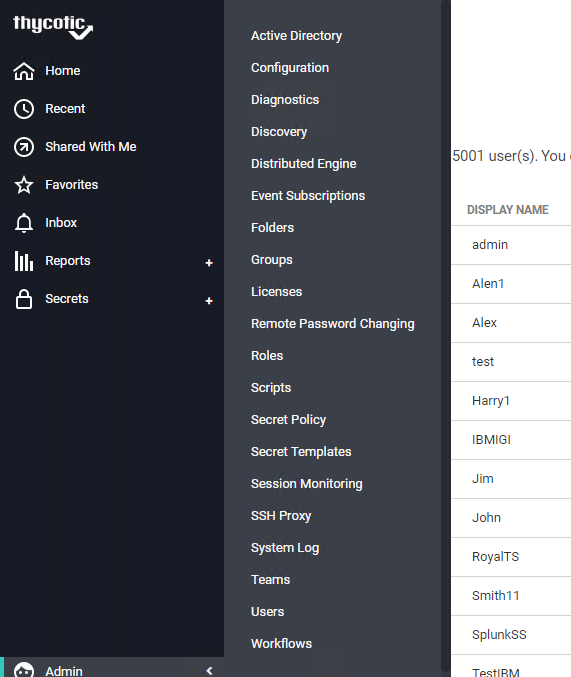 thycotic
Home
Recent
Shared With Me
Favorites
Inbox
Reports +
Secrets +
Admin
Active Directory
Configuration
Diagnostics
Discovery
Distributed Engine
Event Subscriptions
Folders
Groups
Licenses
Remote Password Changing
Roles
Scripts
Secret Policy
Secret Templates
Session Monitoring
SSH Proxy
System Log
Teams
Users
Workflows
5001 user(s). You
DISPLAY NAME
admin
Alen1
Alex
test
Harry1
IBMIGI
Jim
John
RoyalTS
Smith11
SplunkSS
TestIBM